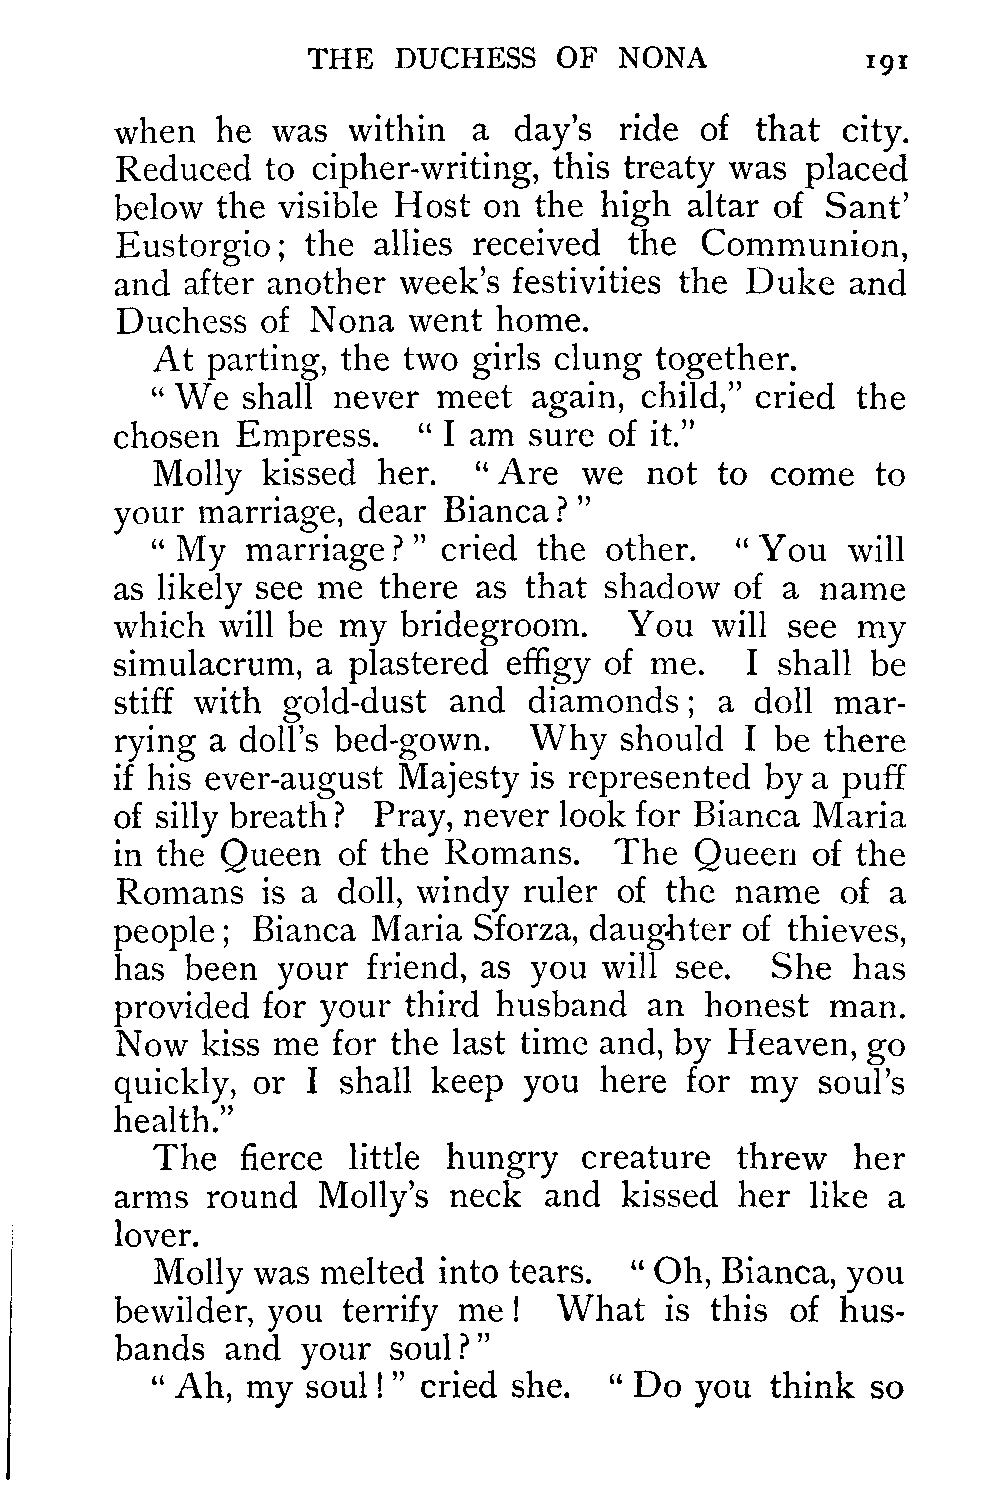 THE DUCHESS OF NONA 191
when he was within a day's ride of that city.
Reduced to cipher-writing, this treaty was placed
below the visible Host on the high altar of Sant'
Eustorgio; the allies received the Communion,
and after another week's festivities the Duke and
Duchess of Nona went home.
At parting, the two girls clung together.
“ We shall never meet again, child,” cried the
chosen Empress. “ I am sure of it.”
Molly kissed her. “ Are we not to come to
your marriage, dear Bianca? ”
“ My marriage? ” cried the other. “ You will
as likely see me there as that shadow of a name
which will be my bridegroom. You will see my
simulacrum, a plastered effigy of me. I shall be
stiff with gold-dust and diamonds; a doll mar-
rying a doll's bed-gown. Why should I be there
if his ever-august Majesty is represented by a puff
of silly breath? Pray, never look for Bianca Maria
in the Queen of the Romans. The Queen of the
Romans is a doll, windy ruler of the name of a
people; Bianca Maria Sforza, daughter of thieves,
has been your friend, as you will see. She has
provided for your third husband an honest man.
Now kiss me for the last time and, by Heaven, go
quickly, or I shall keep you here for my soul's
health.”
The fierce little hungry creature threw her
arms round Molly's neck and kissed her like a
lover.
Molly was melted into tears. “ Oh, Bianca, you
bewilder, you terrify me! What is this of hus-
bands and your soul? ”
“ Ah, my soul! ” cried she. “ Do you think so